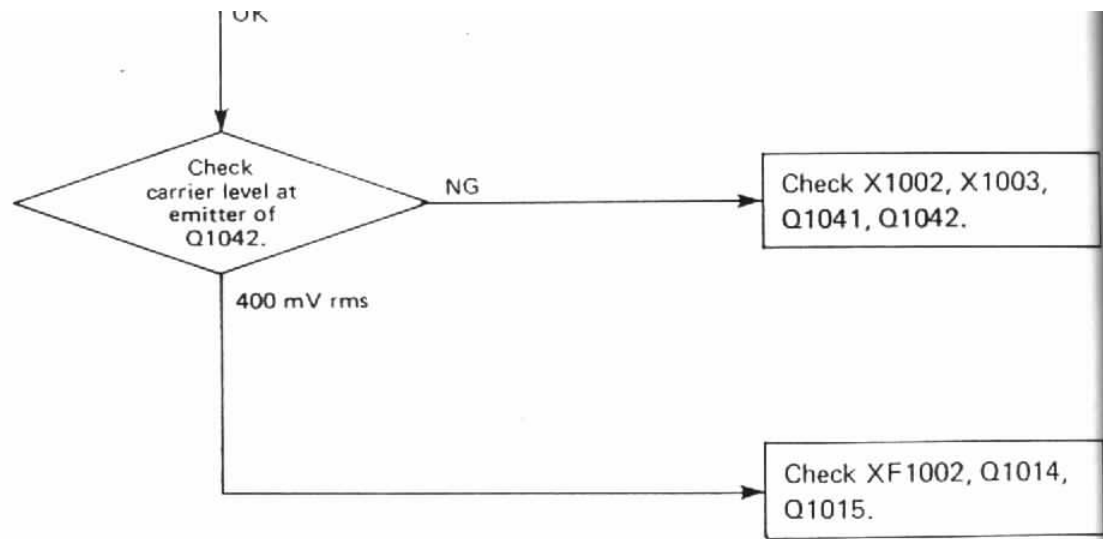 OK
Check
carrier level at
emitter of
Q1042.
NG
Check X1002, X1003,
Q1041, Q1042.
400 mV rms
Check XF1002, Q1014,
Q1015.